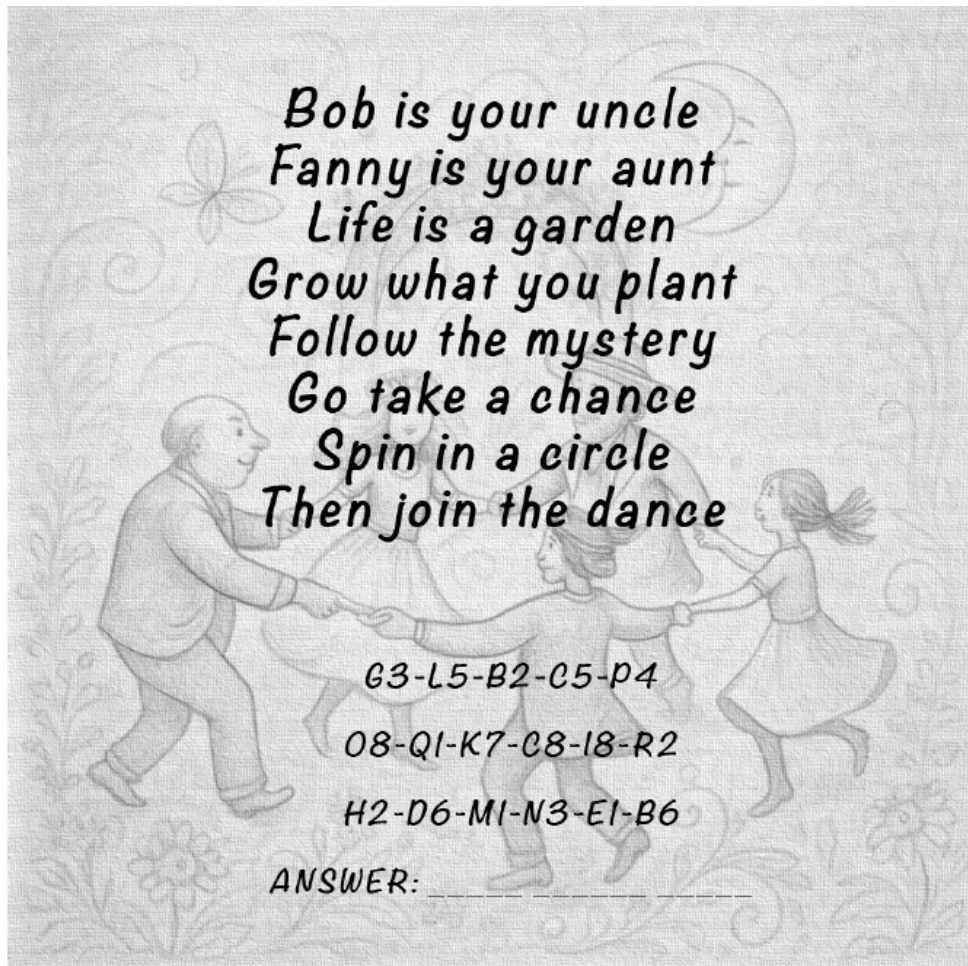 Bob is your uncle
Fanny is your aunt
Life is a garden
Grow what you plant
Follow the mystery
Go take a chance
Spin in a circle
Then join the dance
G3-L5-B2-C5-P4
O8-Q1-K7-C8-I8-R2
H2-D6-M1-N3-E1-B6
ANSWER: _____ ______ _____